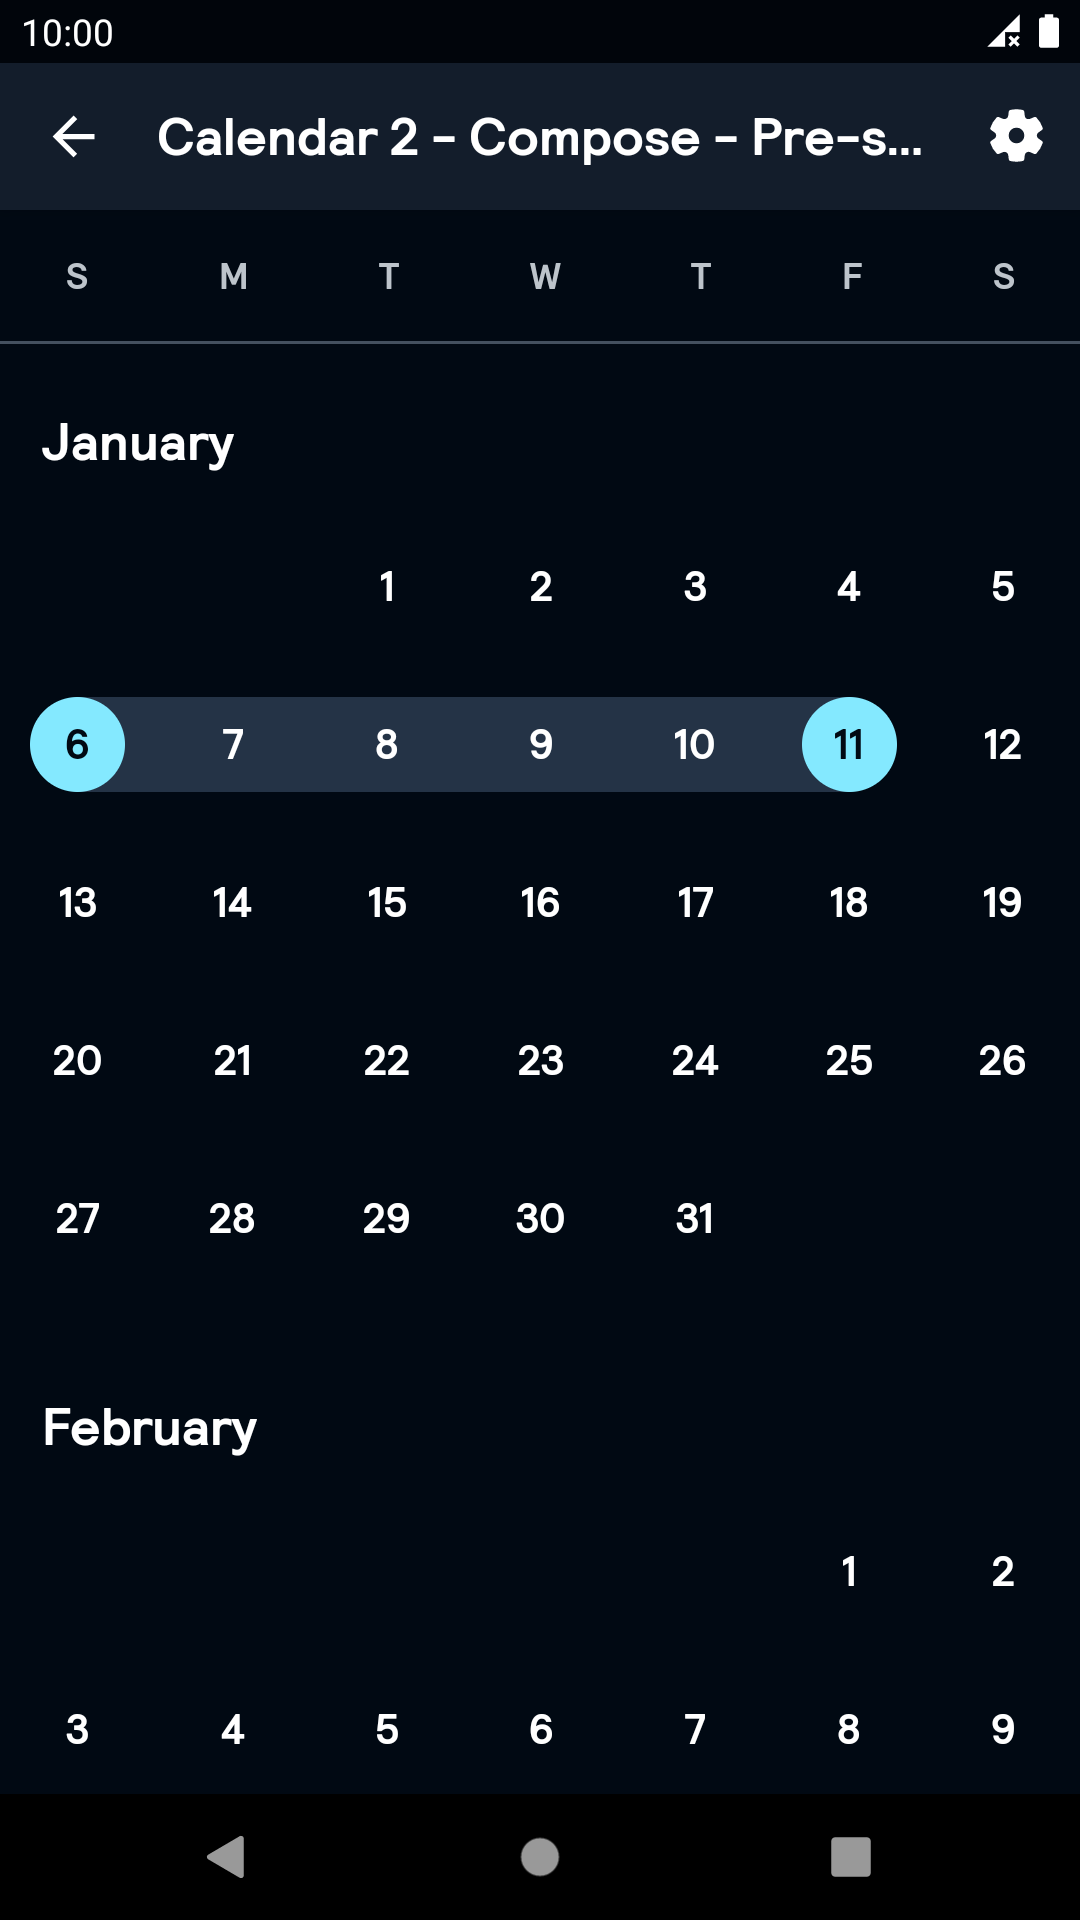 10:00
Calendar 2 - Compose - Pre-s...
S M T W T F S
January
1 2 3 4 5
6 7 8 9 10 11 12
13 14 15 16 17 18 19
20 21 22 23 24 25 26
27 28 29 30 31
February
1 2
3 4 5 6 7 8 9